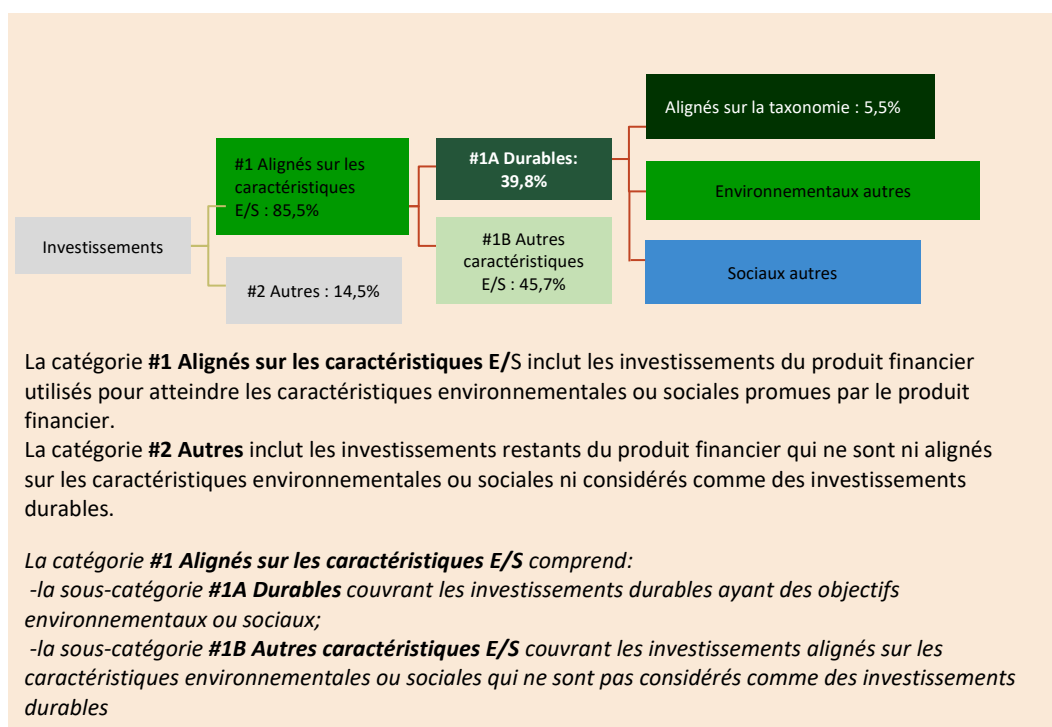 Alignés sur la taxonomie : 5,5%
#1 Alignés sur les
caractéristiques
E/S : 85,5%
#1A Durables:
39,8%
Environnementaux autres
Investissements
#1B Autres
caractéristiques
E/S : 45,7%
Sociaux autres
#2 Autres : 14,5%
La catégorie #1 Alignés sur les caractéristiques E/S inclut les investissements du produit financier
utilisés pour atteindre les caractéristiques environnementales ou sociales promues par le produit
financier.
La catégorie #2 Autres inclut les investissements restants du produit financier qui ne sont ni alignés
sur les caractéristiques environnementales ou sociales ni considérés comme des investissements
durables.
La catégorie #1 Alignés sur les caractéristiques E/S comprend:
-la sous-catégorie #1A Durables couvrant les investissements durables ayant des objectifs
environnementaux ou sociaux;
-la sous-catégorie #1B Autres caractéristiques E/S couvrant les investissements alignés sur les
caractéristiques environnementales ou sociales qui ne sont pas considérés comme des investissements
durables